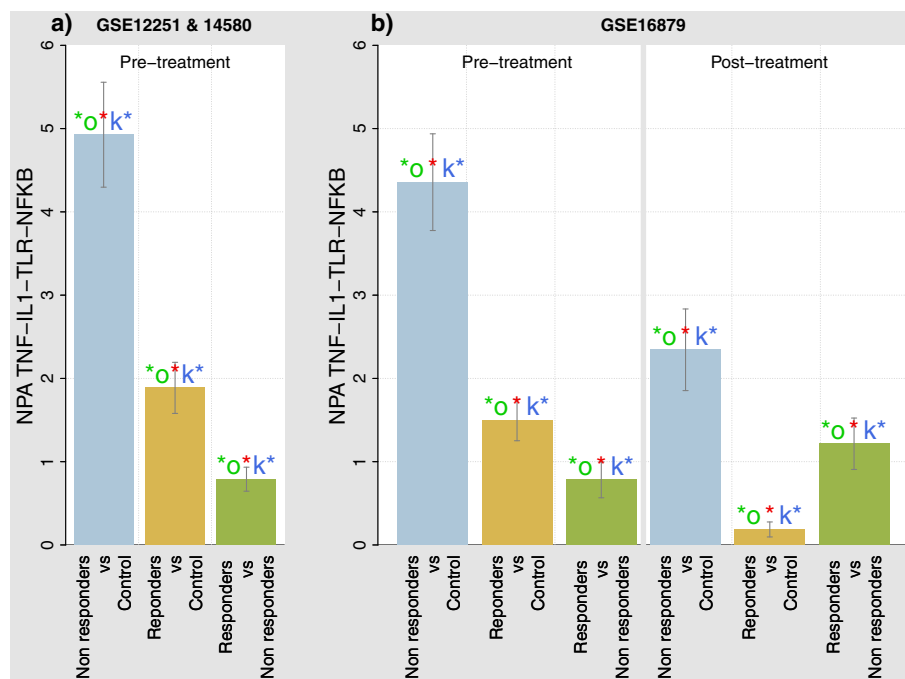 a) GSE12251 & 14580
Pre−treatment
NPA TNF−IL1−TLR−NFKB
6
5
4
3
2
1
0
*o*k*
*o*k*
*o*k*
Non responders
vs
Control
Reponders
vs
Control
Responders
vs
Non responders
b) GSE16879
Pre−treatment
Post−treatment
NPA TNF−IL1−TLR−NFKB
6
5
4
3
2
1
0
*o*k*
*o*k*
*o*k*
*o*k*
*o*k*
*o*k*
Non responders
vs
Control
Reponders
vs
Control
Responders
vs
Non responders
Non responders
vs
Control
Reponders
vs
Control
Responders
vs
Non responders